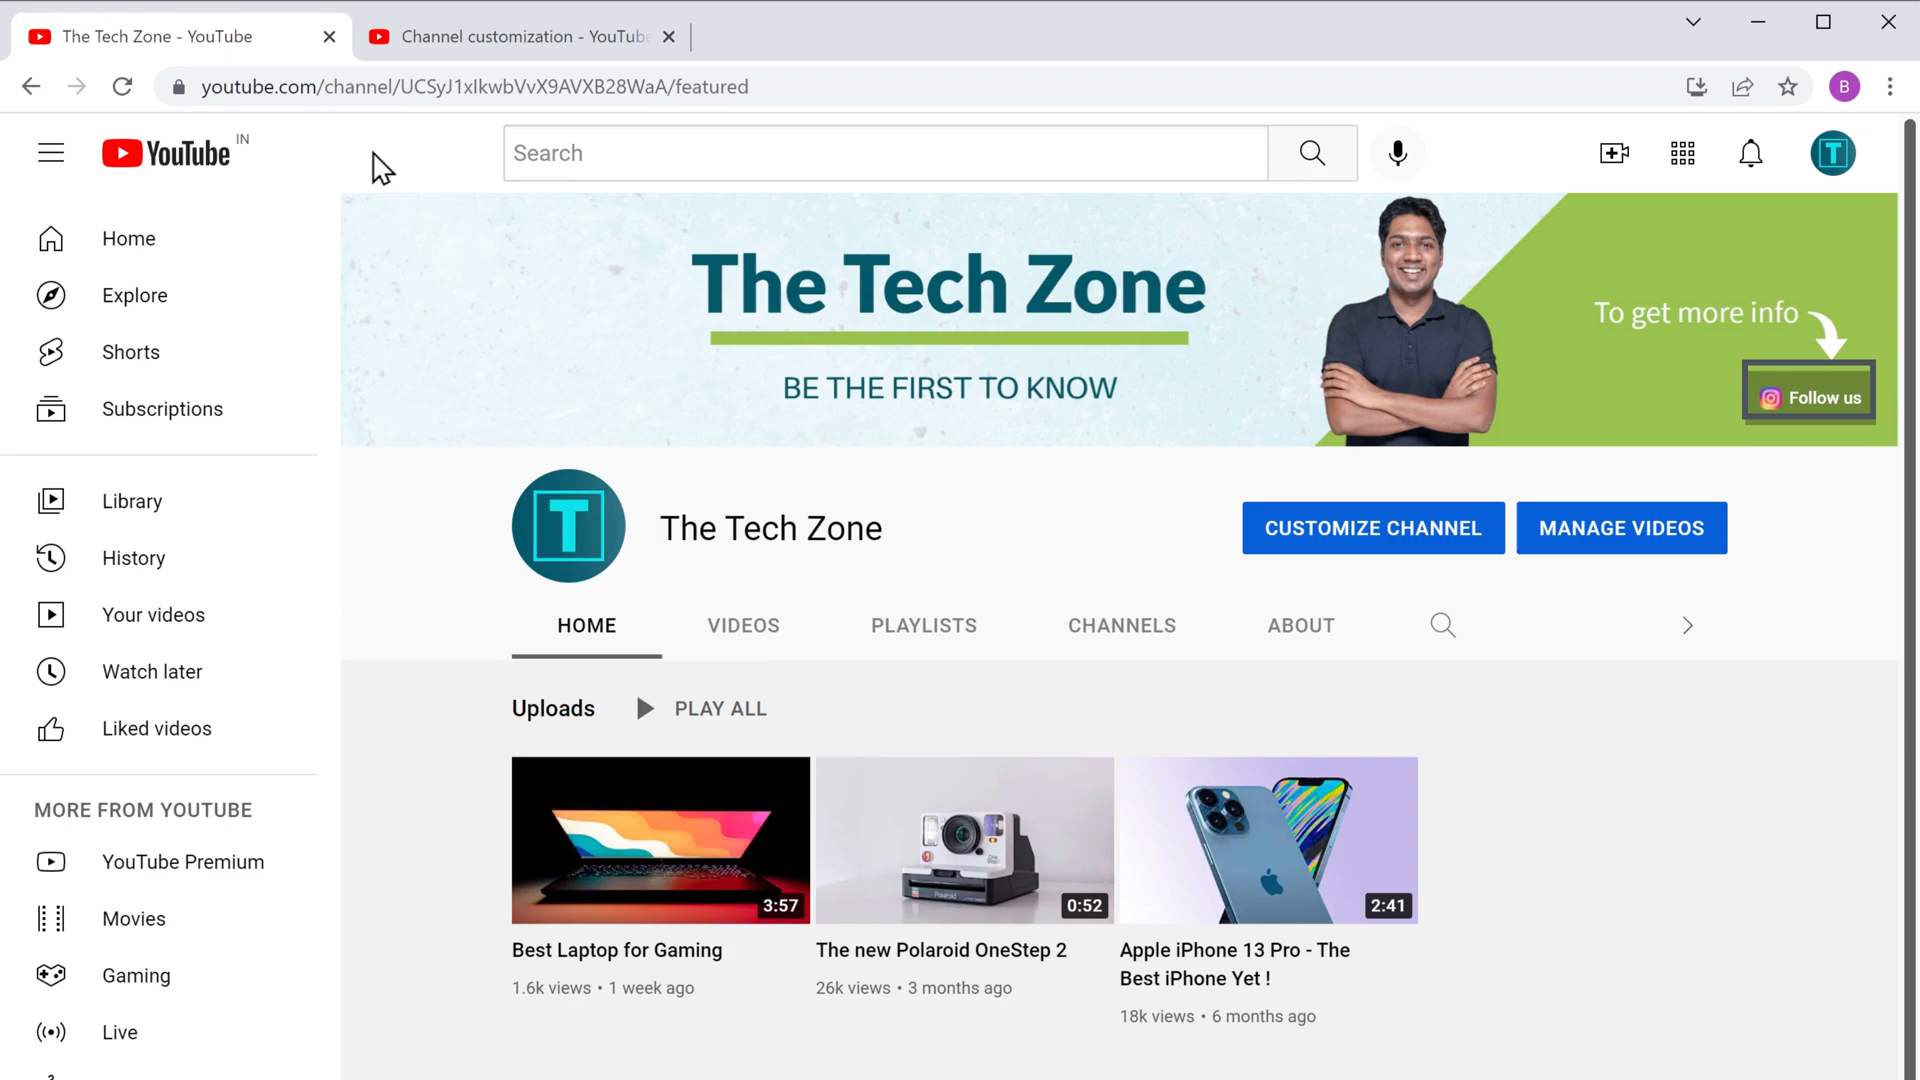 The Tech Zone - YouTube
Channel customization - YouTube
youtube.com/channel/UCSyJ1xIkwbVvX9AVXB28WaA/featured
B
YouTube IN
Search
T
Home
Explore
Shorts
Subscriptions
Library
History
Your videos
Watch later
Liked videos
MORE FROM YOUTUBE
YouTube Premium
Movies
Gaming
Live
The Tech Zone
BE THE FIRST TO KNOW
To get more info
Follow us
T
The Tech Zone
CUSTOMIZE CHANNEL
MANAGE VIDEOS
HOME VIDEOS PLAYLISTS CHANNELS ABOUT
Uploads PLAY ALL
3:57
0:52
2:41
Best Laptop for Gaming
1.6k views • 1 week ago
The new Polaroid OneStep 2
26k views • 3 months ago
Apple iPhone 13 Pro - The
Best iPhone Yet !
18k views • 6 months ago